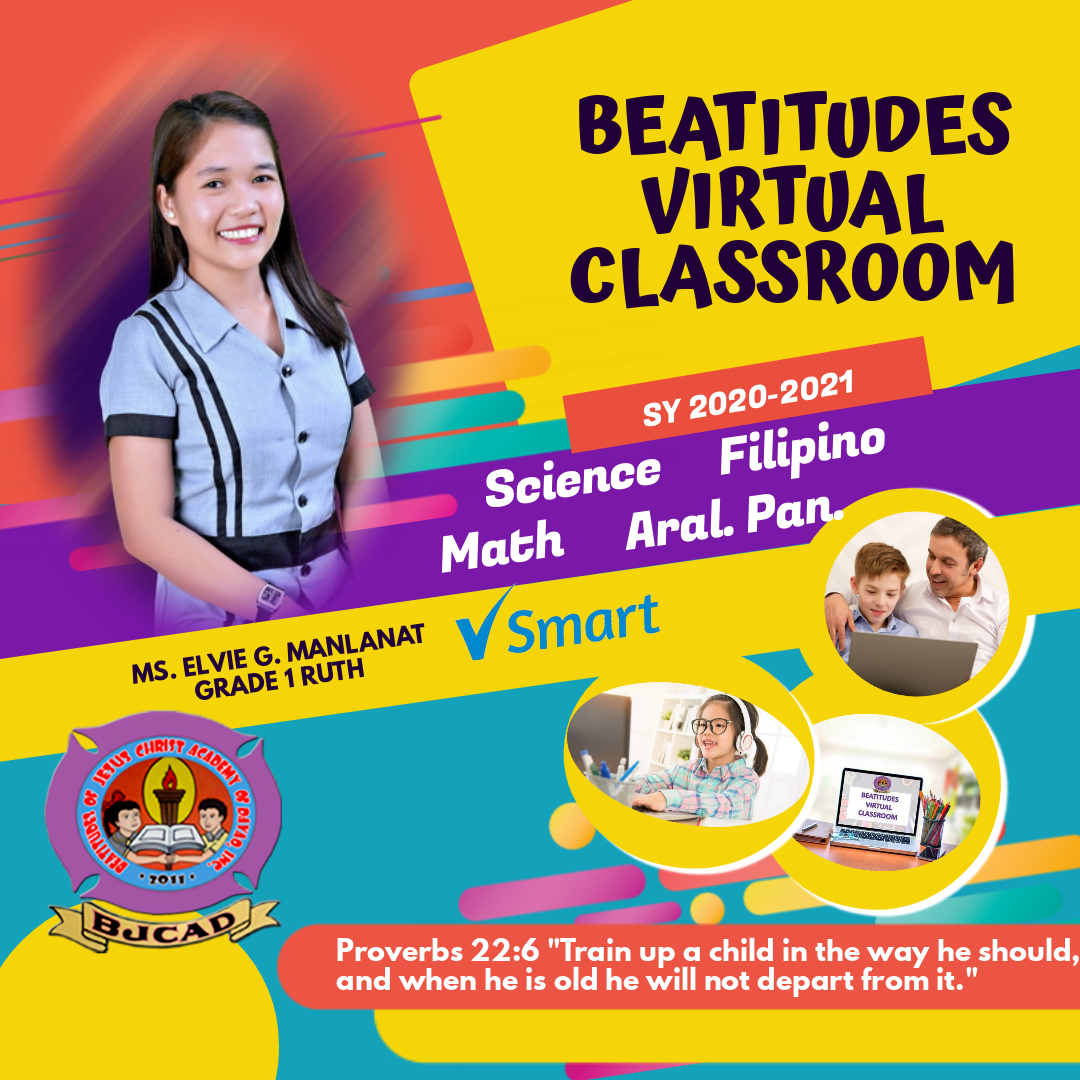 BEATITUDES
VIRTUAL
CLASSROOM
SY 2020-2021
Science Filipino
Math Aral. Pan.
Smart
MS. ELVIE G. MANLANAT
GRADE 1 RUTH
BEATITUDES
VIRTUAL
CLASSROOM
BEATITUDES OF JESUS CHRIST ACADEMY OF
INC.
• 2011 •
BJCAD
Proverbs 22:6 "Train up a child in the way he should,
and when he is old he will not depart from it."